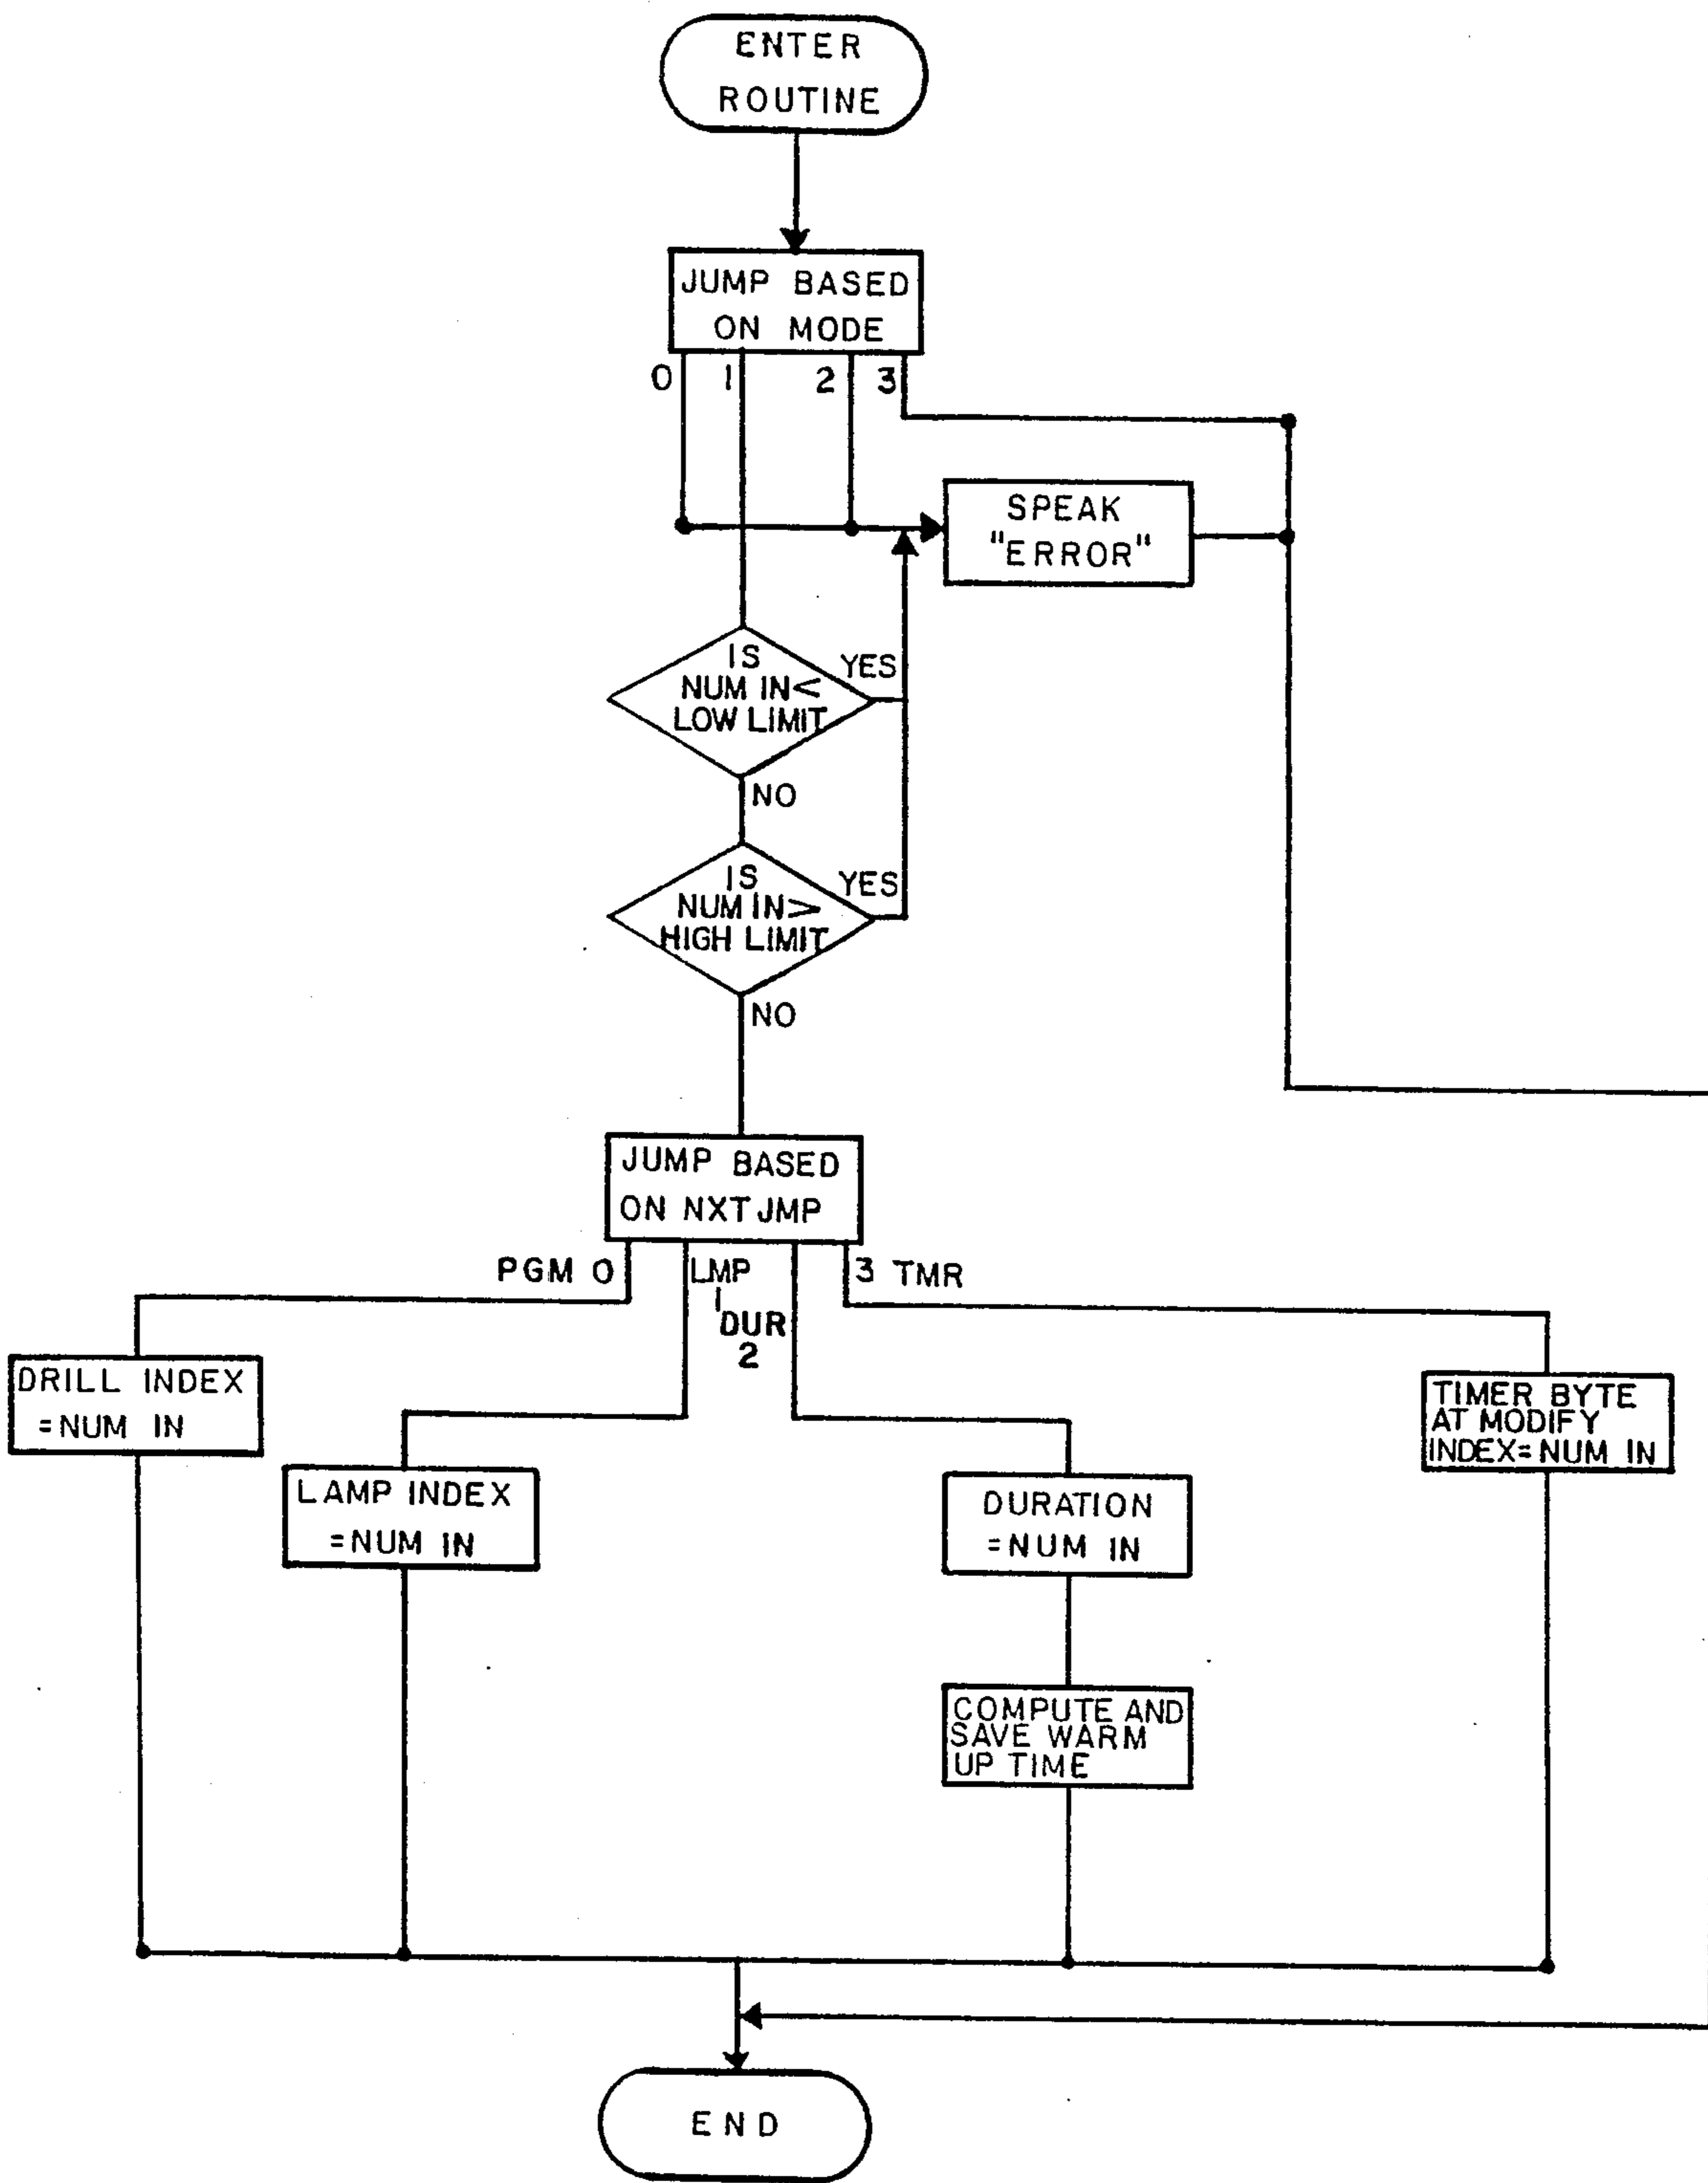 ENTER
ROUTINE
JUMP BASED
ON MODE
0 1 2 3
SPEAK
"ERROR"
IS
NUM IN<
LOW LIMIT
YES
NO
IS
NUM IN>
HIGH LIMIT
YES
NO
JUMP BASED
ON NXTJMP
PGM 0
LMP
1
DUR
2
3 TMR
DRILL INDEX
=NUM IN
LAMP INDEX
=NUM IN
DURATION
=NUM IN
TIMER BYTE
AT MODIFY
INDEX=NUM IN
COMPUTE AND
SAVE WARM
UP TIME
END